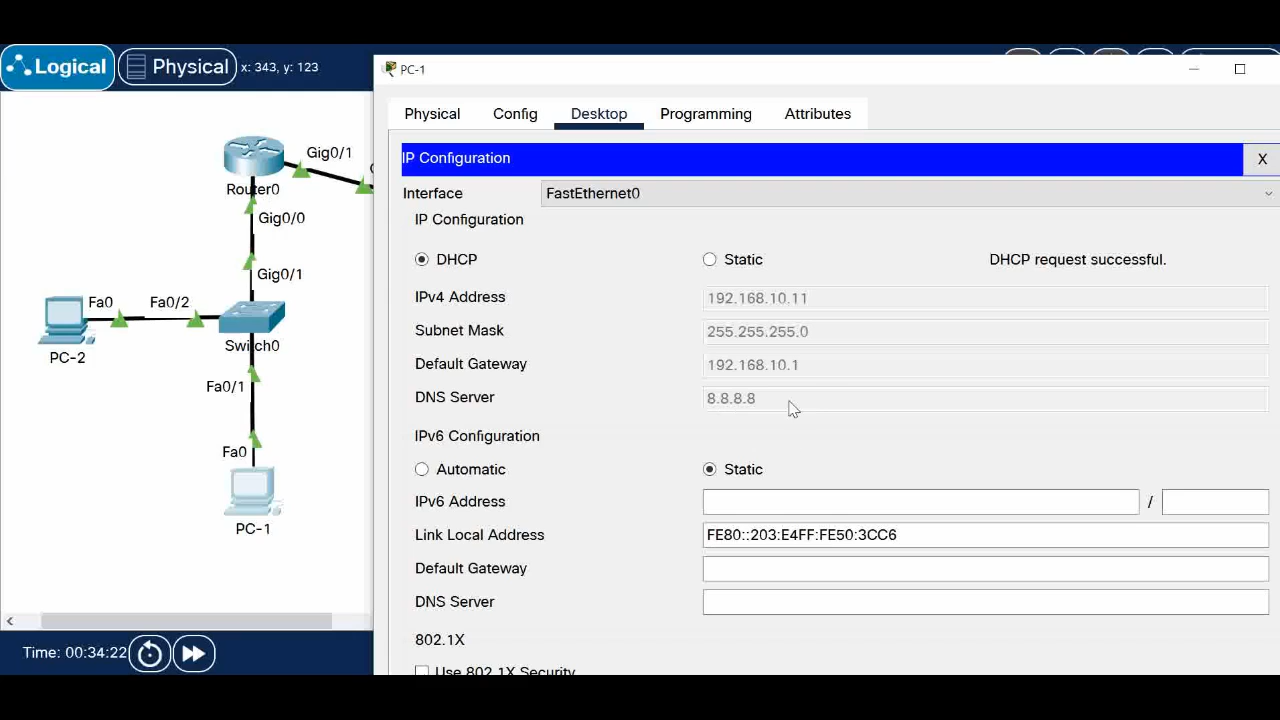 Logical
Physical
x: 343, y: 123
PC-1
Physical
Config
Desktop
Programming
Attributes
IP Configuration
X
Interface
FastEthernet0
IP Configuration
DHCP
Static
DHCP request successful.
IPv4 Address
192.168.10.11
Subnet Mask
255.255.255.0
Default Gateway
192.168.10.1
DNS Server
8.8.8.8
IPv6 Configuration
Automatic
Static
IPv6 Address
/
Link Local Address
FE80::203:E4FF:FE50:3CC6
Default Gateway
DNS Server
802.1X
Use 802.1X Security
Gig0/1
Router0
Gig0/0
Gig0/1
Fa0
Fa0/2
PC-2
Switch0
Fa0/1
Fa0
PC-1
Time: 00:34:22